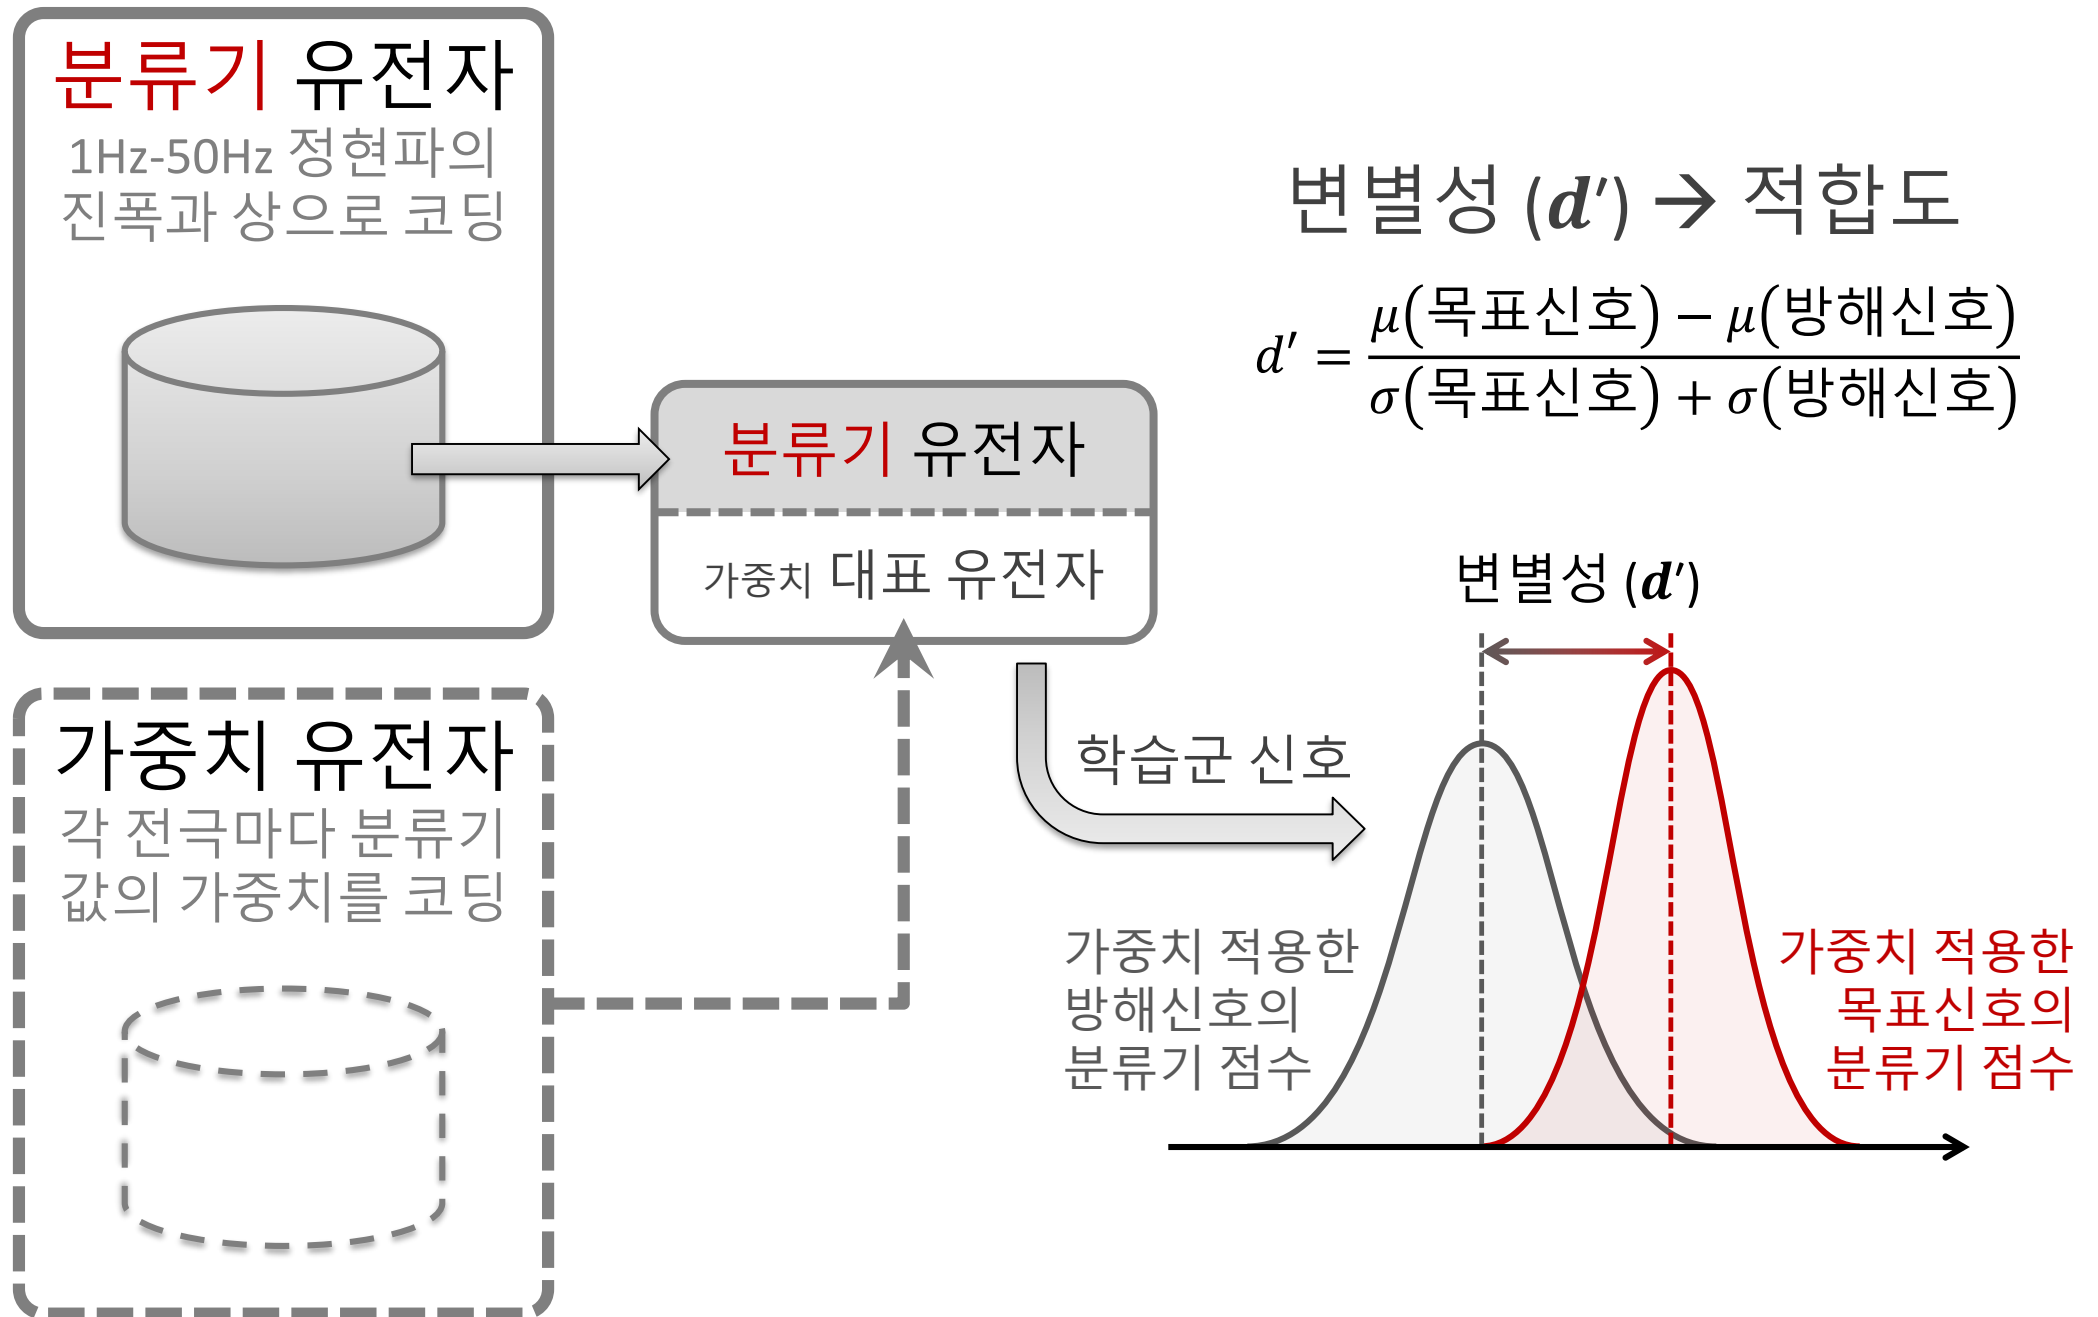 분류기 유전자
1Hz-50Hz 정현파의
진폭과 상으로 코딩
가중치 유전자
각 전극마다 분류기
값의 가중치를 코딩
분류기 유전자
가중치 대표 유전자
학습군 신호
변별성 (d′) → 적합도
d′ = μ(목표신호) − μ(방해신호) / σ(목표신호) + σ(방해신호)
변별성 (d′)
가중치 적용한
방해신호의
분류기 점수
가중치 적용한
목표신호의
분류기 점수